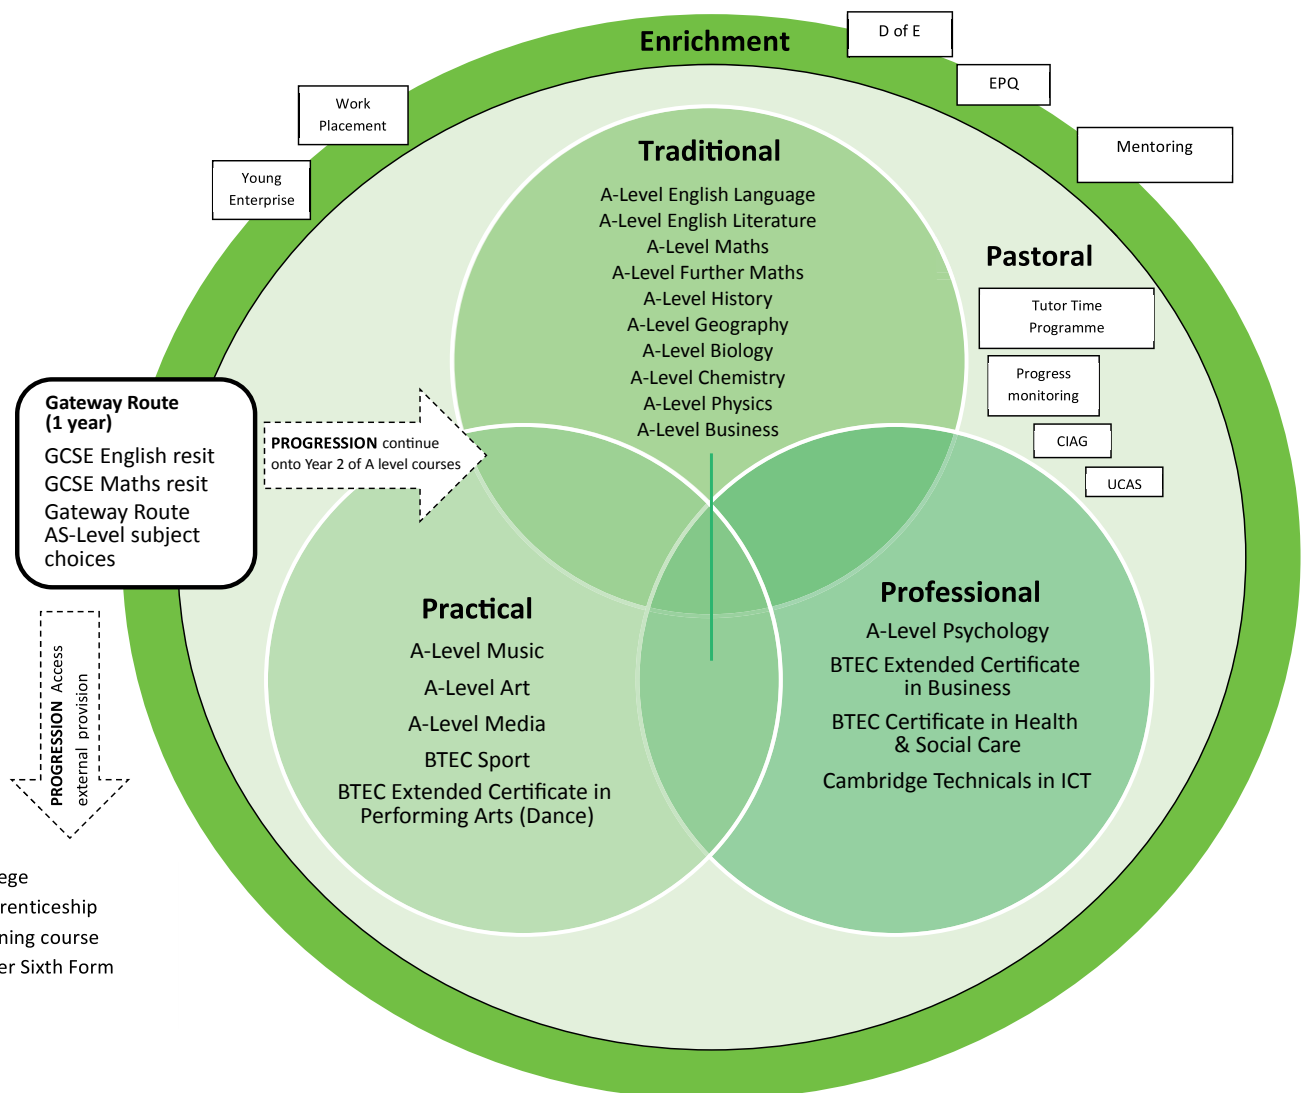 Enrichment
D of E
EPQ
Mentoring
Work
Placement
Young
Enterprise
Traditional
A-Level English Language
A-Level English Literature
A-Level Maths
A-Level Further Maths
A-Level History
A-Level Geography
A-Level Biology
A-Level Chemistry
A-Level Physics
A-Level Business
Pastoral
Tutor Time
Programme
Progress
monitoring
CIAG
UCAS
Gateway Route
(1 year)
GCSE English resit
GCSE Maths resit
Gateway Route
AS-Level subject
choices
PROGRESSION continue
onto Year 2 of A level courses
PROGRESSION Access
external provision
Practical
A-Level Music
A-Level Art
A-Level Media
BTEC Sport
BTEC Extended Certificate in
Performing Arts (Dance)
Professional
A-Level Psychology
BTEC Extended Certificate
in Business
BTEC Certificate in Health
& Social Care
Cambridge Technicals in ICT
course
Sixth Form